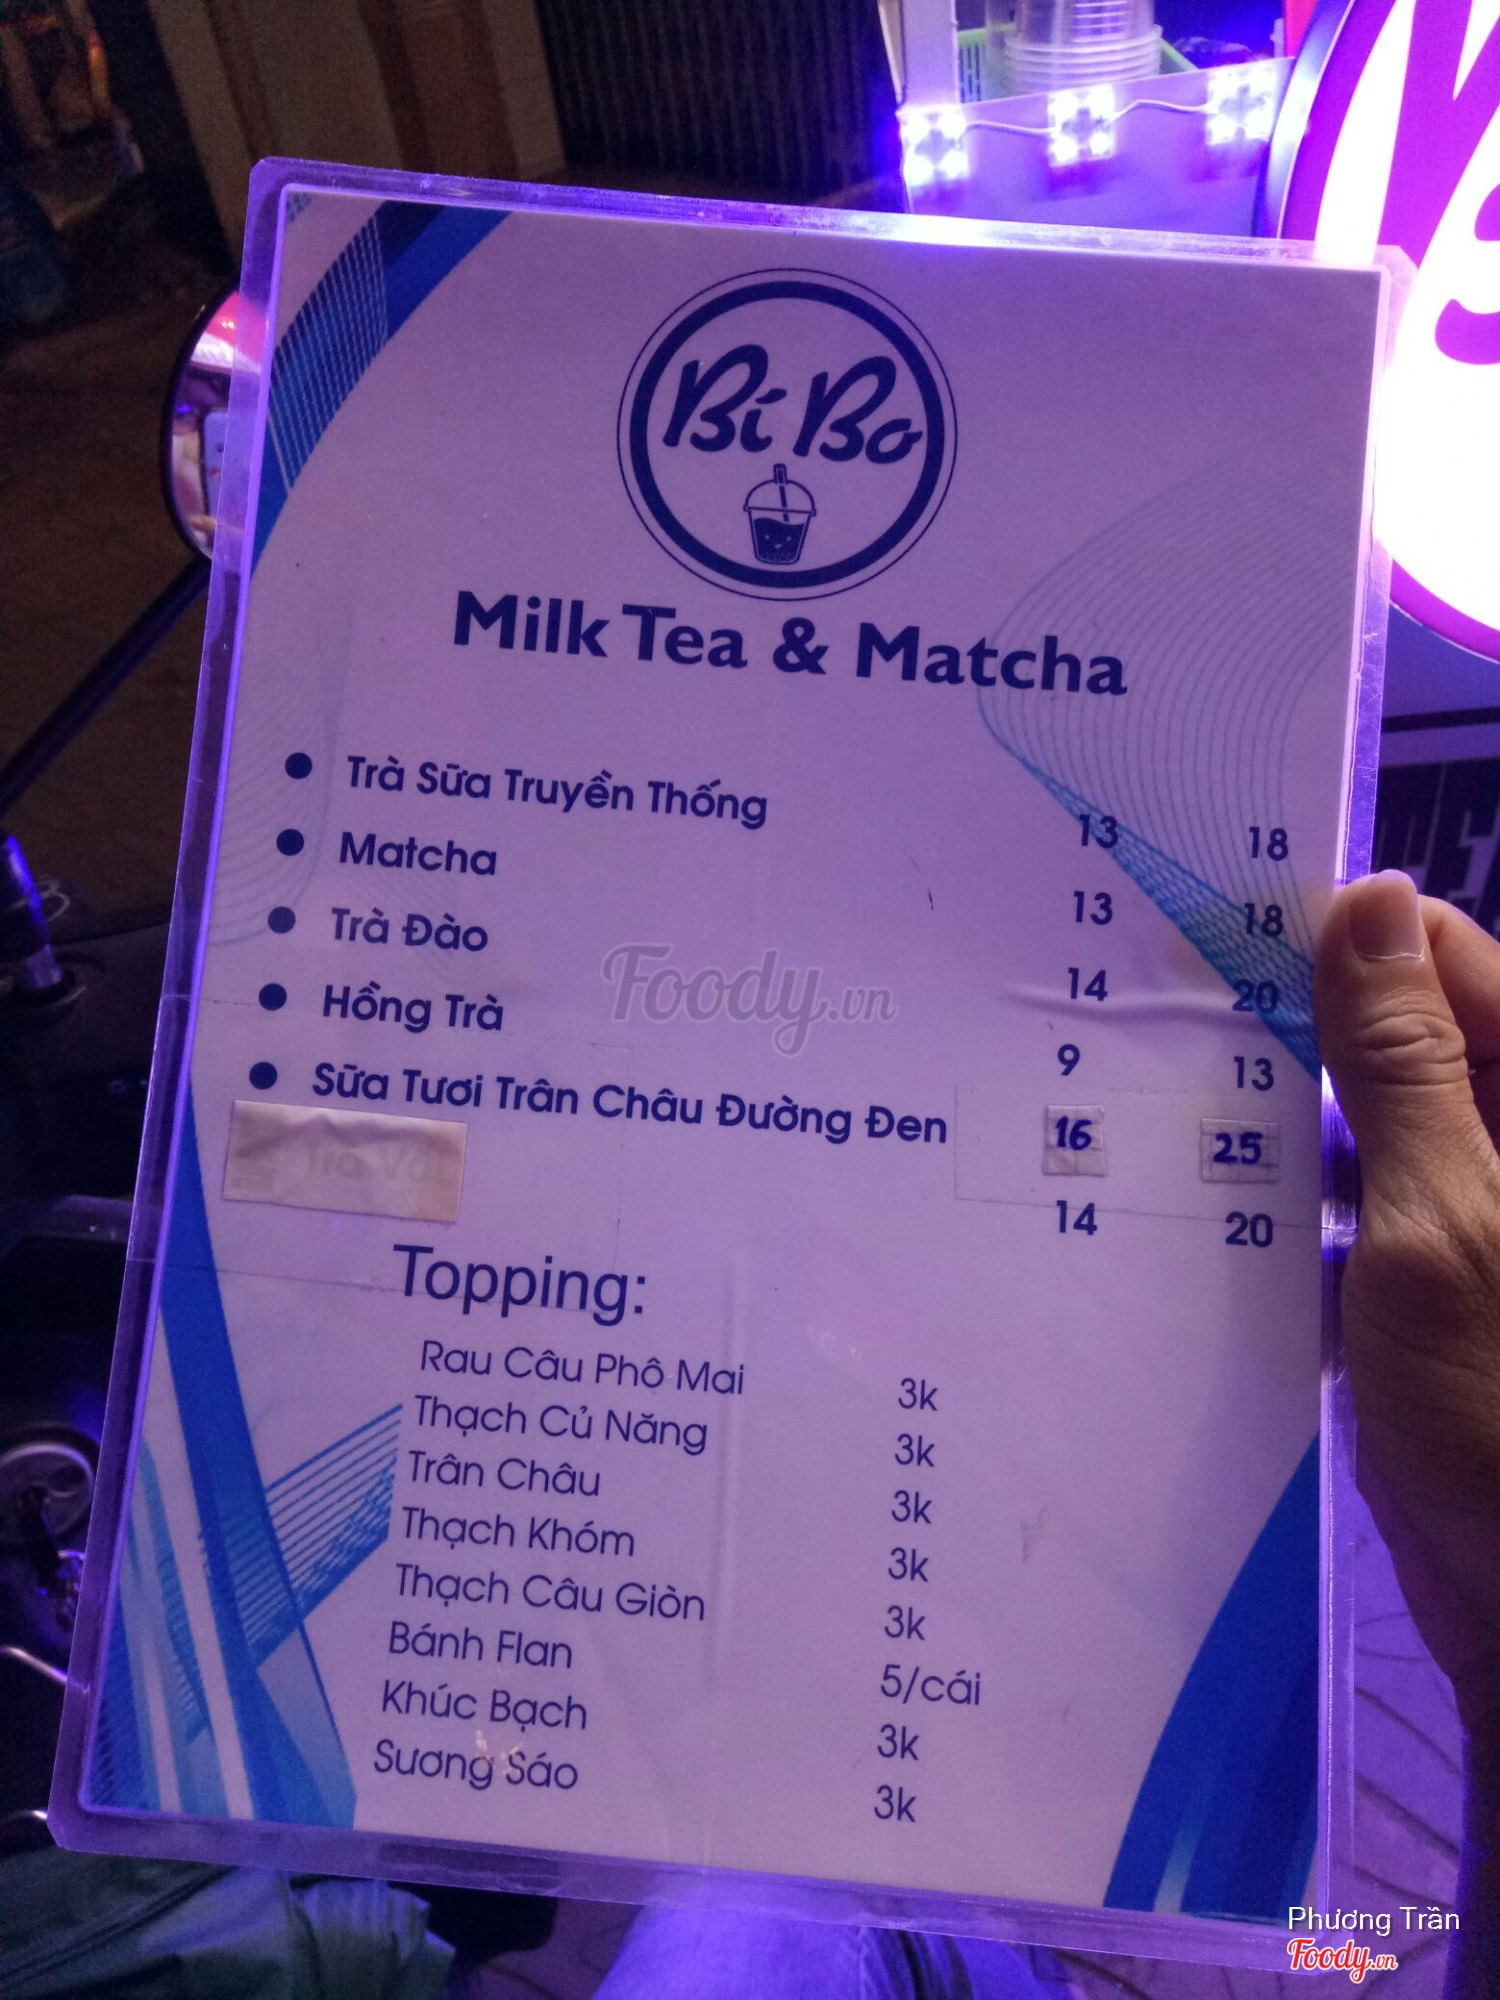 Bí Bo
Milk Tea & Matcha
Trà Sữa Truyền Thống 13 18
Matcha 13 18
Trà Đào 14 20
Hồng Trà 9 13
Sữa Tươi Trân Châu Đường Đen 16 25
14 20
Topping:
Rau Câu Phô Mai 3k
Thạch Củ Năng 3k
Trân Châu 3k
Thạch Khóm 3k
Thạch Câu Giòn 3k
Bánh Flan 5/cái
Khúc Bạch 3k
Sương Sáo 3k
Foody.vn
Phương Trần
Foody.vn